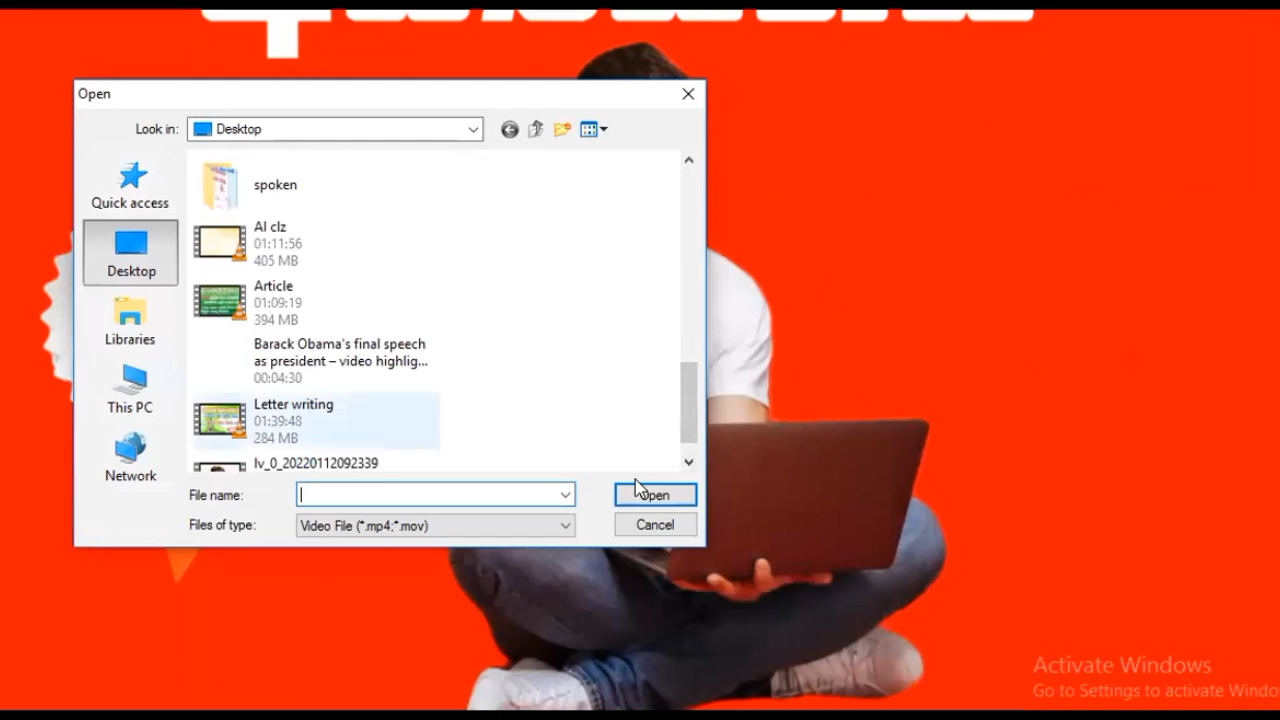 Open
Look in:
Desktop
Quick access
Desktop
Libraries
This PC
Network
spoken
AI clz
01:11:56
405 MB
Article
01:09:19
394 MB
Barack Obama's final speech
as president – video highlig...
00:04:30
Letter writing
01:39:48
284 MB
lv_0_20220112092339
File name:
Open
Files of type:
Video File (*.mp4;*.mov)
Cancel
Activate Windows
Go to Settings to activate Windo